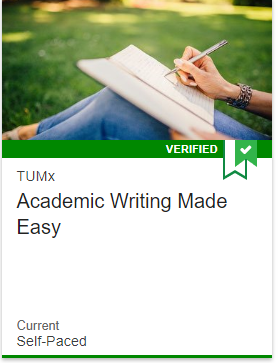 VERIFIED
TUMx
Academic Writing Made
Easy
Current
Self-Paced